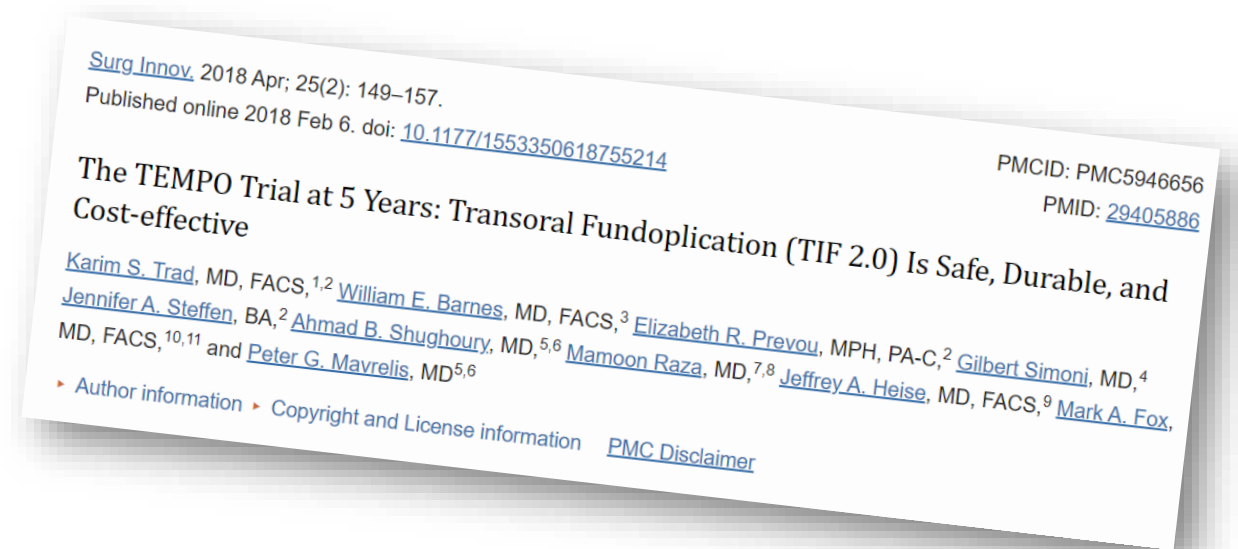 Surg Innov. 2018 Apr; 25(2): 149–157.
Published online 2018 Feb 6. doi: 10.1177/1553350618755214
PMCID: PMC5946656
PMID: 29405886
The TEMPO Trial at 5 Years: Transoral Fundoplication (TIF 2.0) Is Safe, Durable, and
Cost-effective
Karim S. Trad, MD, FACS,1,2 William E. Barnes, MD, FACS,3 Elizabeth R. Prevou, MPH, PA-C,2 Gilbert Simoni, MD,4
Jennifer A. Steffen, BA,2 Ahmad B. Shughoury, MD,5,6 Mamoon Raza, MD,7,8 Jeffrey A. Heise, MD, FACS,9 Mark A. Fox,
MD, FACS,10,11 and Peter G. Mavrelis, MD5,6
▸ Author information ▸ Copyright and License information PMC Disclaimer